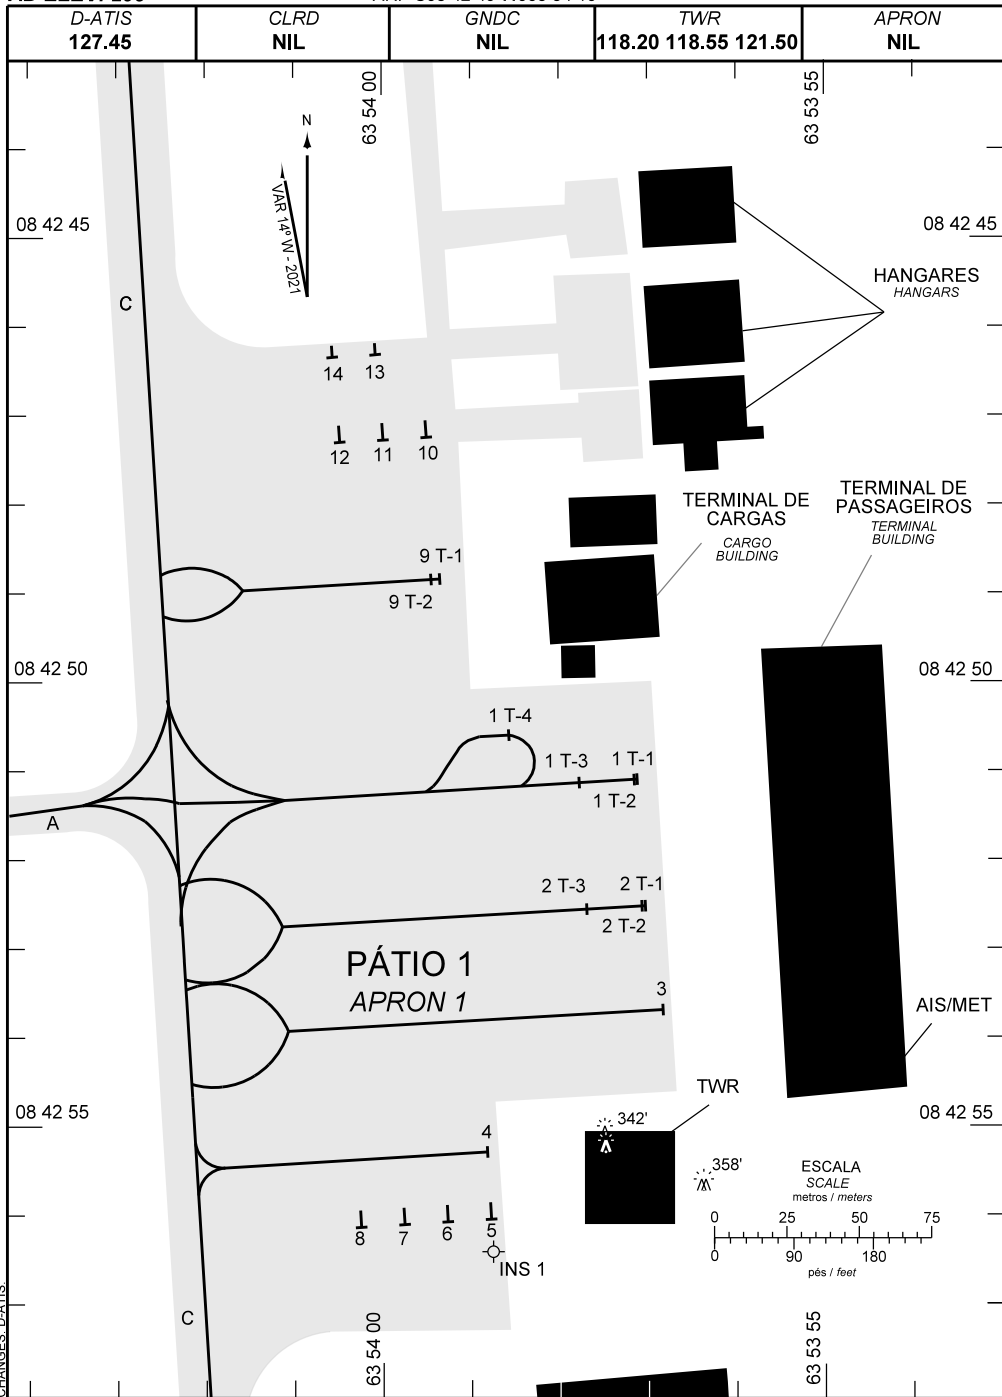 D-ATIS
127.45
CLRD
NIL
GNDC
NIL
TWR
118.20 118.55 121.50
APRON
NIL
63 54 00
63 53 55
N
VAR 14° W - 2021
08 42 45
08 42 45
C
HANGARES
HANGARS
14
13
12
11
10
TERMINAL DE
CARGAS
CARGO
BUILDING
TERMINAL DE
PASSAGEIROS
TERMINAL
BUILDING
9 T-1
9 T-2
08 42 50
08 42 50
1 T-4
1 T-3
1 T-1
1 T-2
A
2 T-3
2 T-1
2 T-2
PÁTIO 1
APRON 1
3
AIS/MET
TWR
08 42 55
08 42 55
4
342'
358'
ESCALA
SCALE
metros / meters
0 25 50 75
0 90 180
pés / feet
8
7
6
5
INS 1
C
63 54 00
63 53 55
CHANGES: D-ATIS.